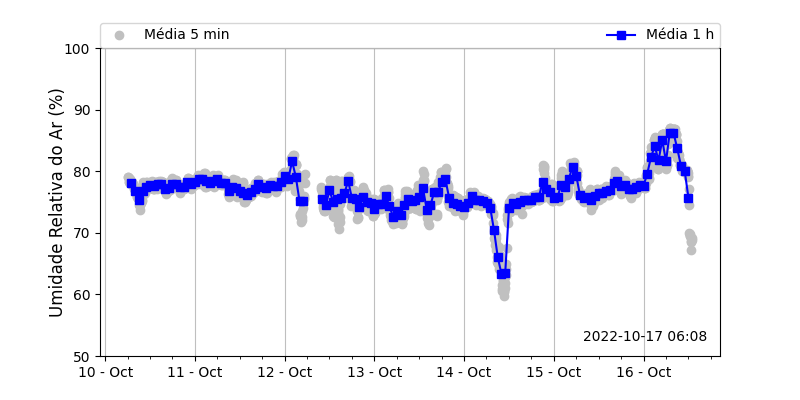 Média 5 min
Média 1 h
Umidade Relativa do Ar (%)
100
90
80
70
60
50
2022-10-17 06:08
10 - Oct
11 - Oct
12 - Oct
13 - Oct
14 - Oct
15 - Oct
16 - Oct